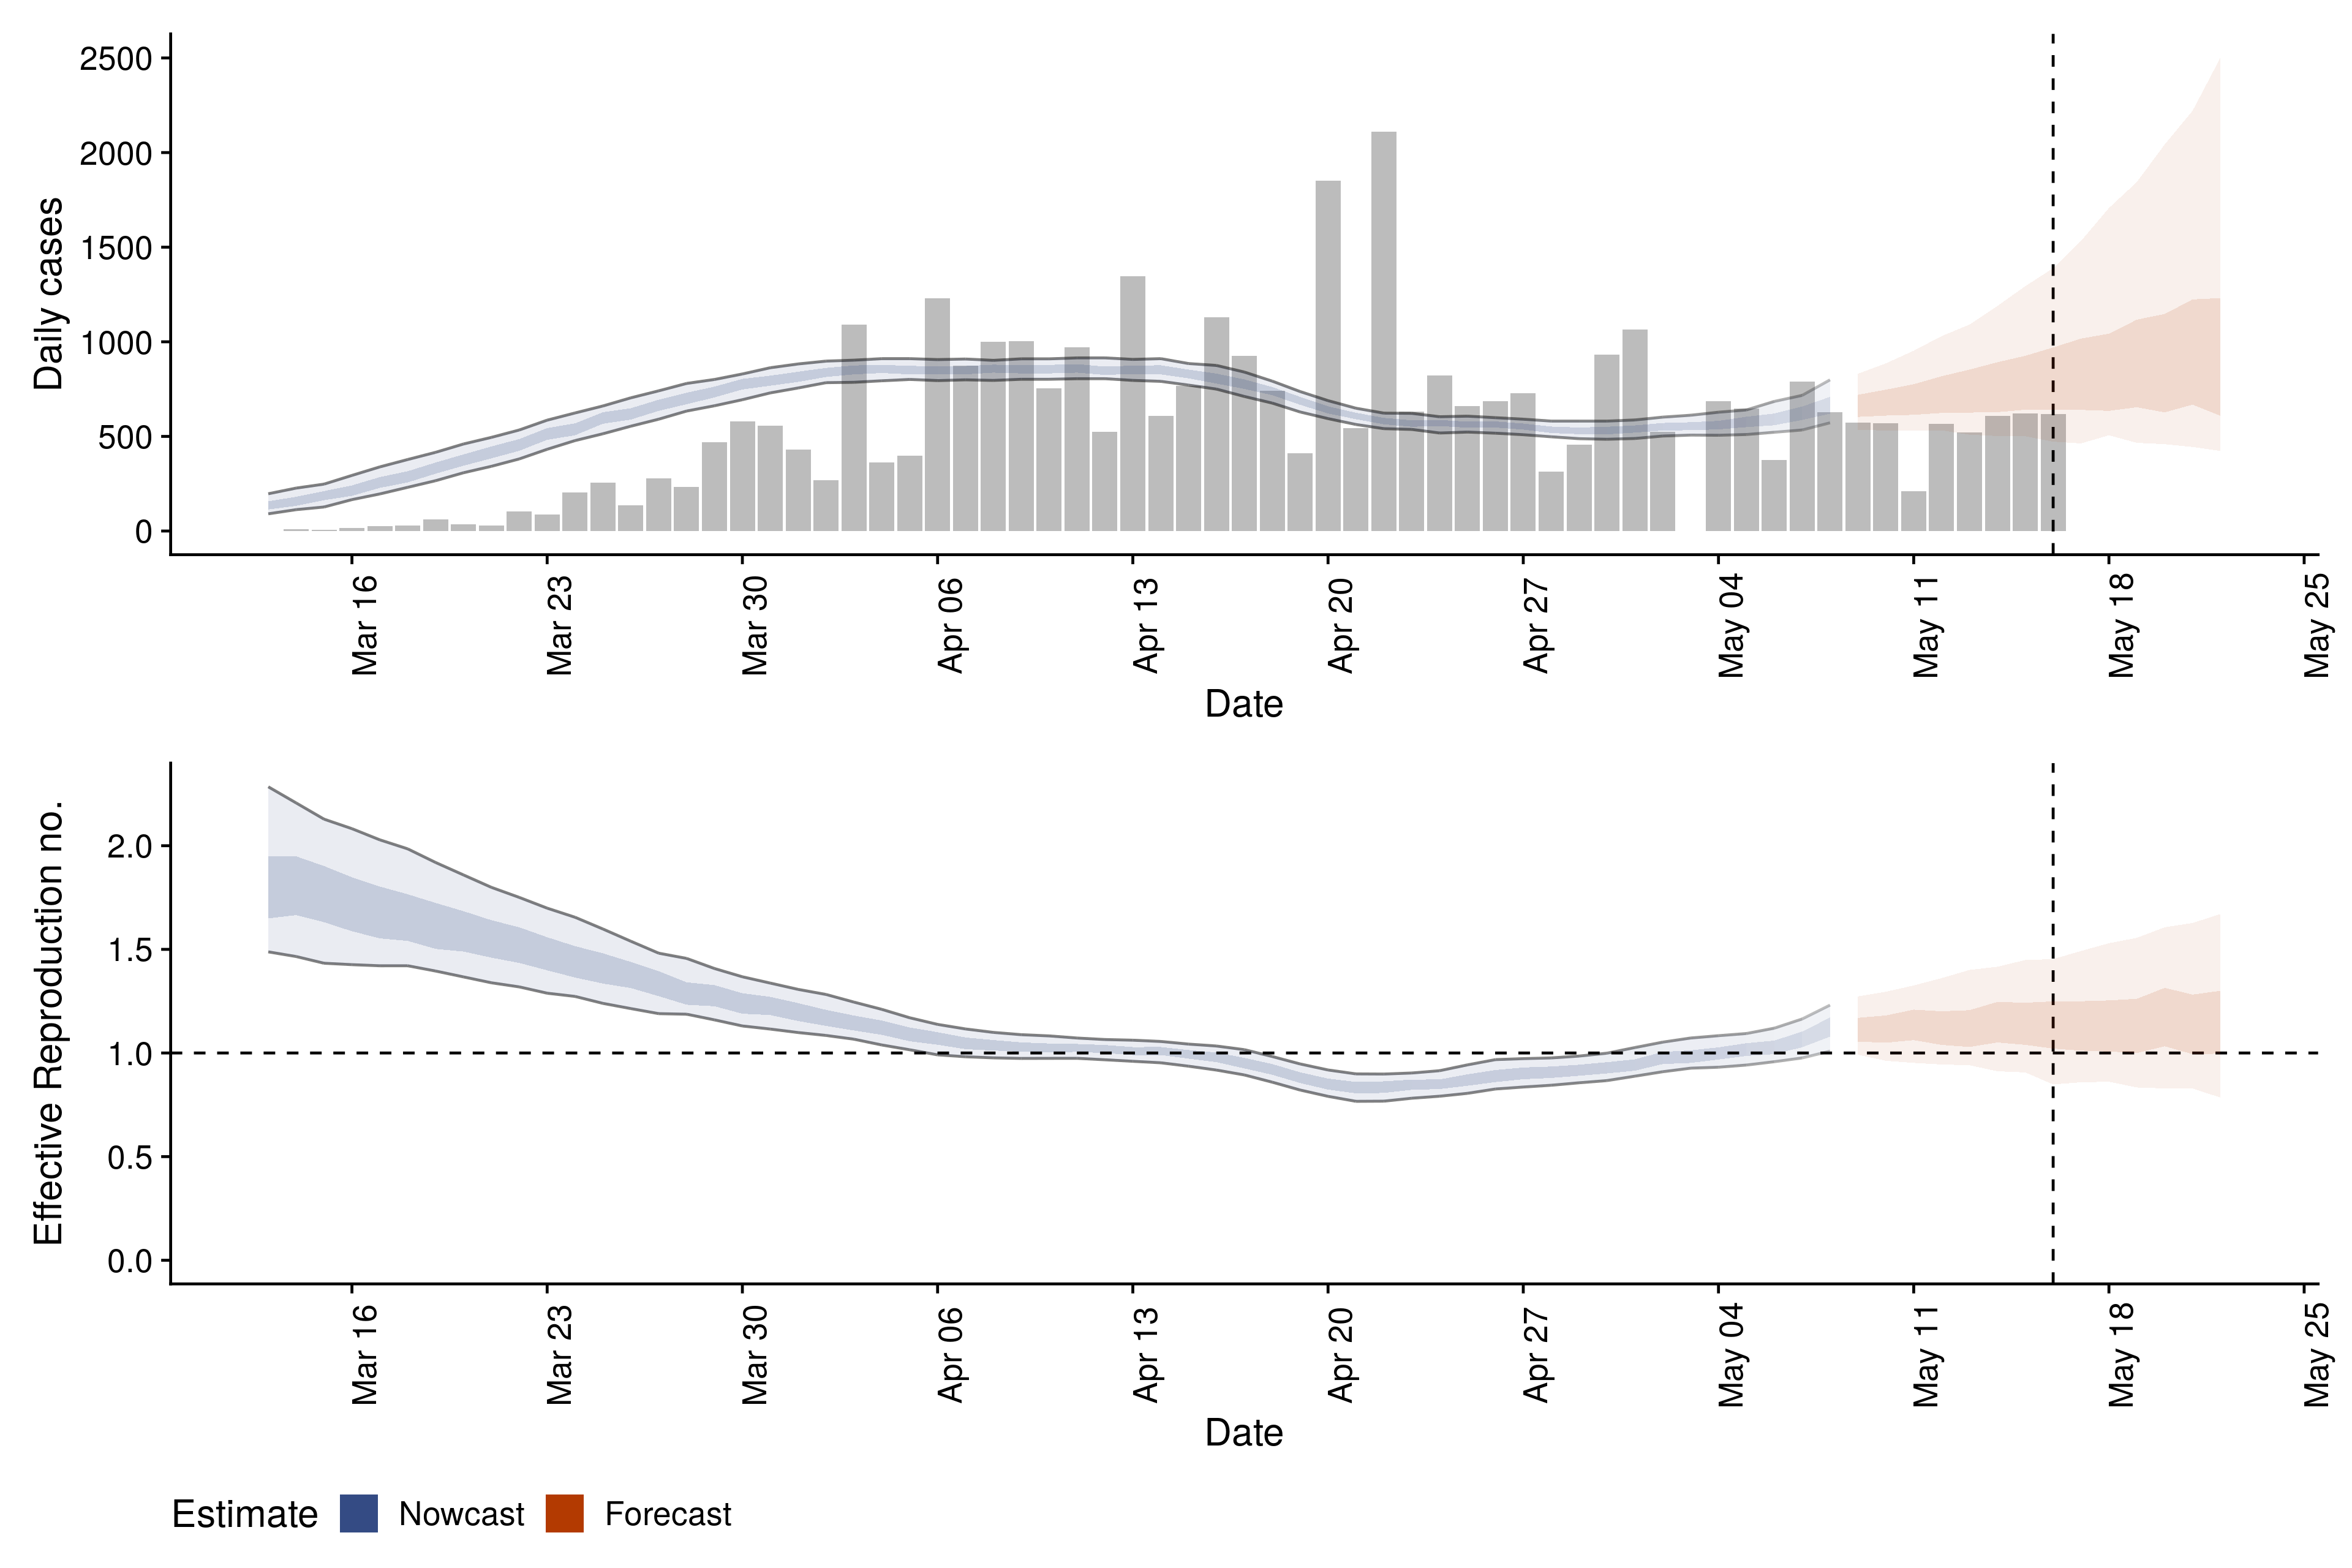 2500
2000
1500
1000
500
0
Daily cases
Mar 16
Mar 23
Mar 30
Apr 06
Apr 13
Apr 20
Apr 27
May 04
May 11
May 18
May 25
Date
2.0
1.5
1.0
0.5
0.0
Effective Reproduction no.
Mar 16
Mar 23
Mar 30
Apr 06
Apr 13
Apr 20
Apr 27
May 04
May 11
May 18
May 25
Date
Estimate Nowcast Forecast